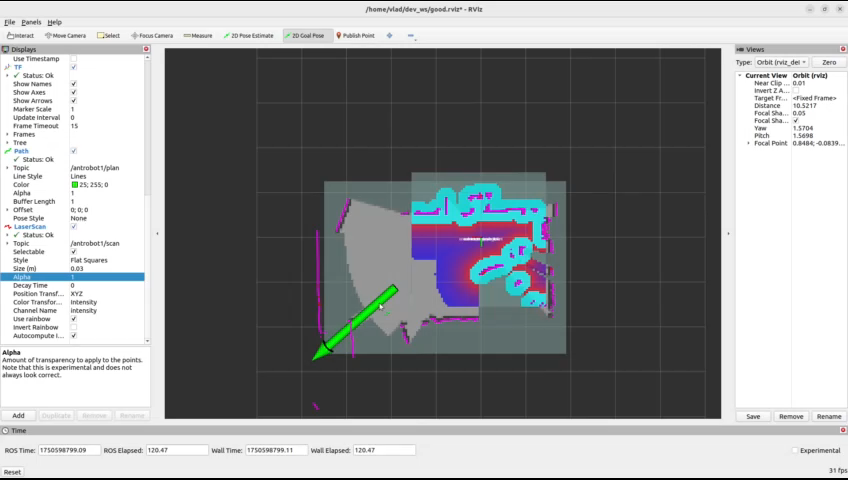 /home/vlad/dev_ws/good.rviz* - RViz
File Panels Help
Interact Move Camera Select Focus Camera Measure 2D Pose Estimate 2D Goal Pose Publish Point
Displays
Use Timestamp
TF
Status: Ok
Show Names
Show Axes
Show Arrows
Marker Scale 1
Update Interval 0
Frame Timeout 15
Frames
Tree
Path
Status: Ok
Topic /antrobot1/plan
Line Style Lines
Color 25; 255; 0
Alpha 1
Buffer Length 1
Offset 0; 0; 0
Pose Style None
LaserScan
Status: Ok
Topic /antrobot1/scan
Selectable
Style Flat Squares
Size (m) 0.03
Alpha 1
Decay Time 0
Position Transf... XYZ
Color Transfor... Intensity
Channel Name intensity
Use rainbow
Invert Rainbow
Autocompute I...
Alpha
Amount of transparency to apply to the points.
Note that this is experimental and does not
always look correct.
Add Duplicate Remove Rename
Views
Type: Orbit (rviz_del Zero
Current View Orbit (rviz)
Near Clip ... 0.01
Invert Z A...
Target Fr... <Fixed Frame>
Distance 10.5217
Focal Sha... 0.05
Focal Sha...
Yaw 1.5704
Pitch 1.5698
Focal Point 0.8484; -0.0839...
Save Remove Rename
Time
ROS Time: 1750598799.09 ROS Elapsed: 120.47 Wall Time: 1750598799.11 Wall Elapsed: 120.47 Experimental
Reset 31 fps